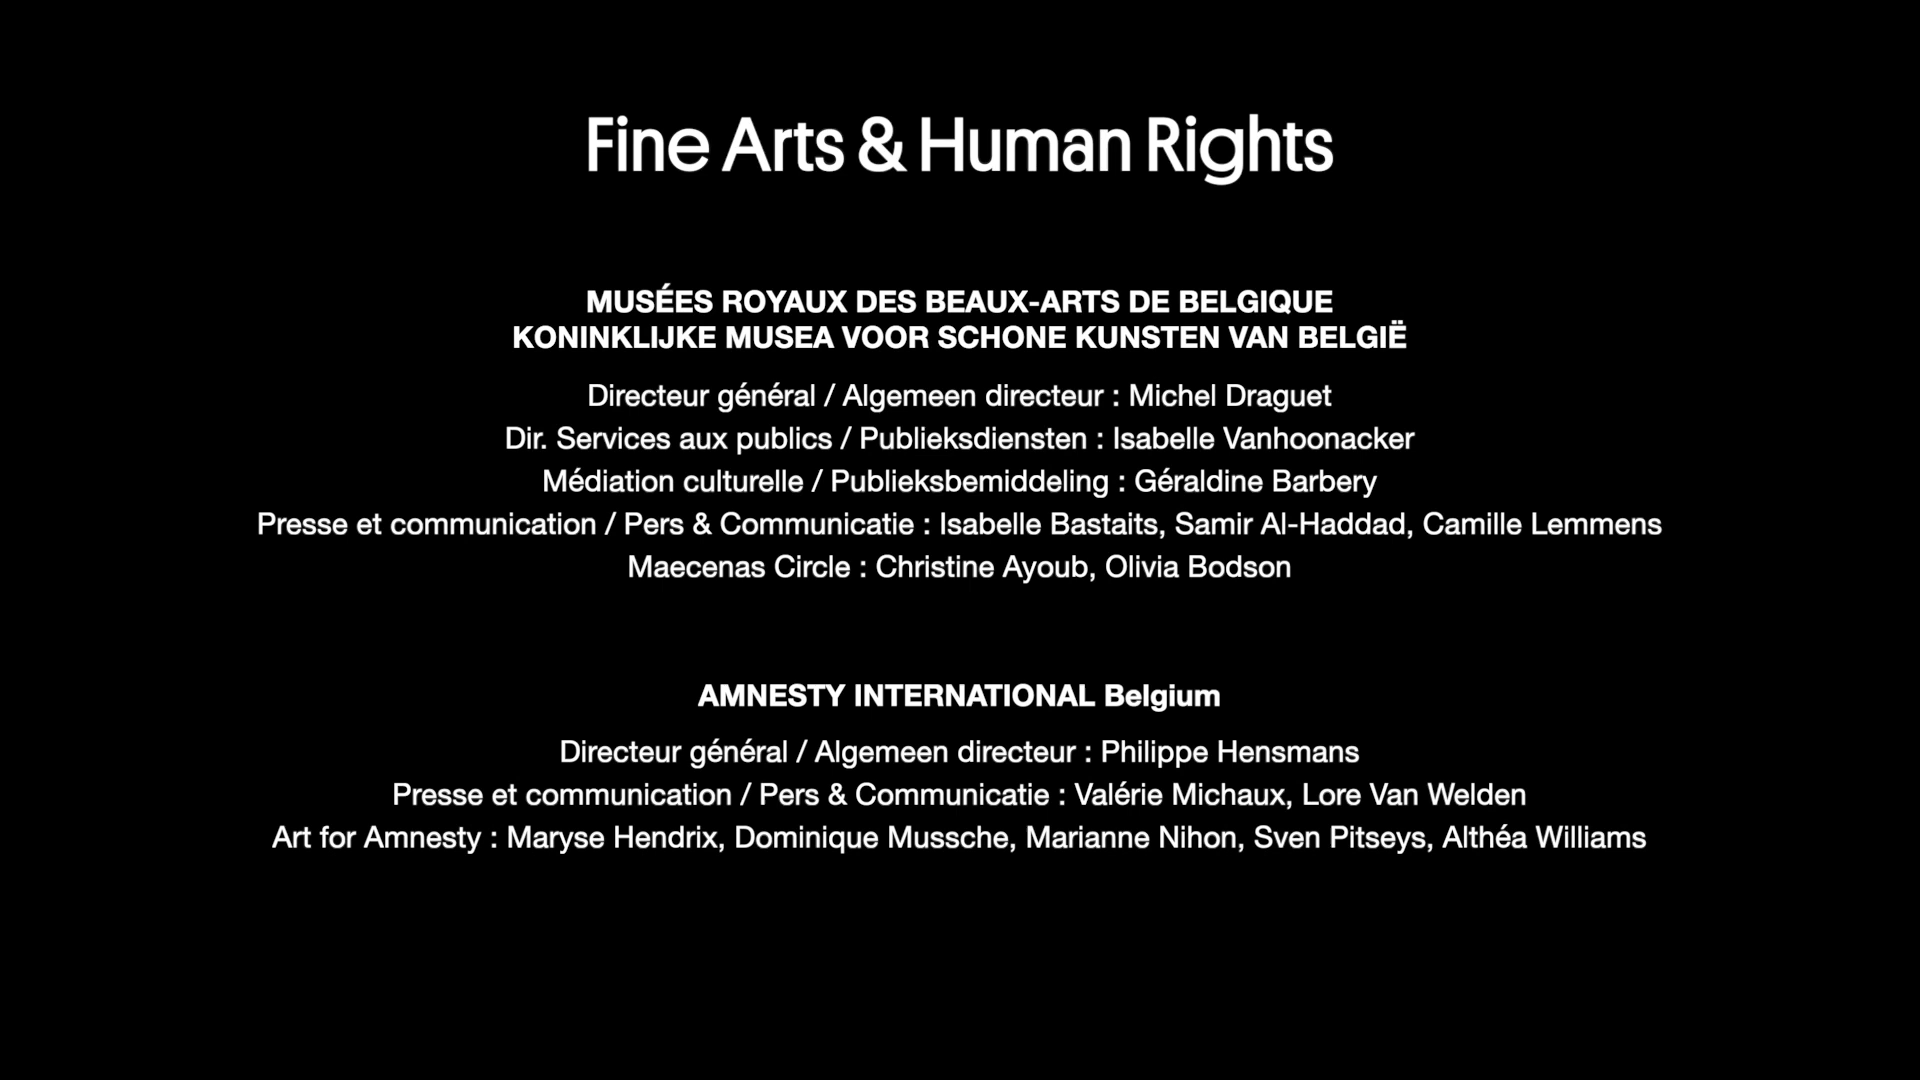 Fine Arts & Human Rights
MUSÉES ROYAUX DES BEAUX-ARTS DE BELGIQUE
KONINKLIJKE MUSEA VOOR SCHONE KUNSTEN VAN BELGIË
Directeur général / Algemeen directeur : Michel Draguet
Dir. Services aux publics / Publieksdiensten : Isabelle Vanhoonacker
Médiation culturelle / Publieksbemiddeling : Géraldine Barbery
Presse et communication / Pers & Communicatie : Isabelle Bastaits, Samir Al-Haddad, Camille Lemmens
Maecenas Circle : Christine Ayoub, Olivia Bodson
AMNESTY INTERNATIONAL Belgium
Directeur général / Algemeen directeur : Philippe Hensmans
Presse et communication / Pers & Communicatie : Valérie Michaux, Lore Van Welden
Art for Amnesty : Maryse Hendrix, Dominique Mussche, Marianne Nihon, Sven Pitseys, Althéa Williams